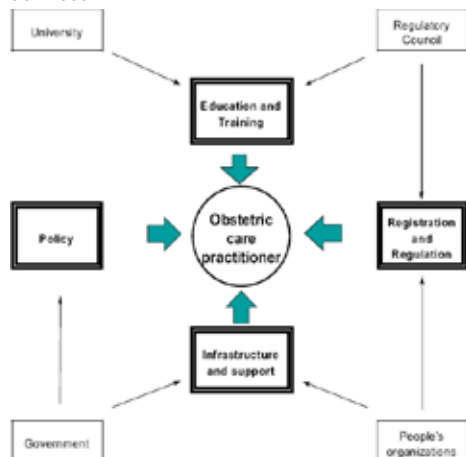 University
Regulatory
Council
Education and
Training
Policy
Obstetric
care
practitioner
Registration
and
Regulation
Infrastructure
and support
Government
People's
organizations